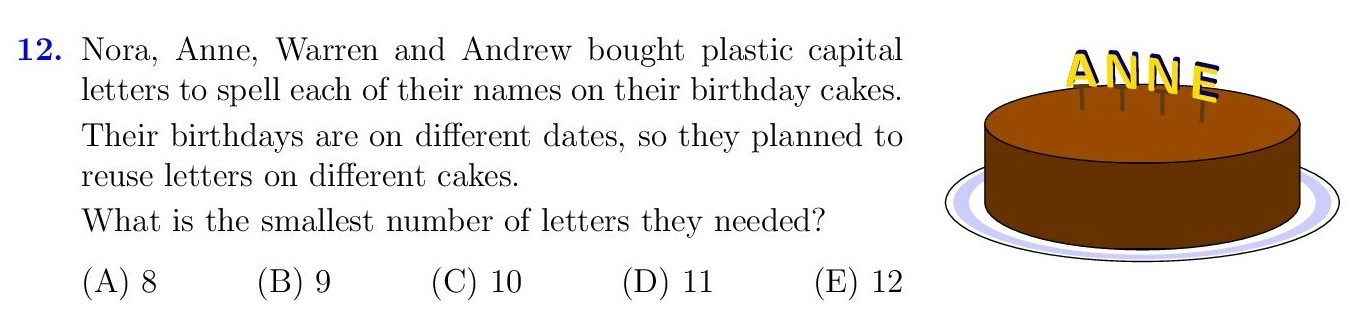 12. Nora, Anne, Warren and Andrew bought plastic capital
letters to spell each of their names on their birthday cakes.
Their birthdays are on different dates, so they planned to
reuse letters on different cakes.
What is the smallest number of letters they needed?
(A) 8 (B) 9 (C) 10 (D) 11 (E) 12
ANNE